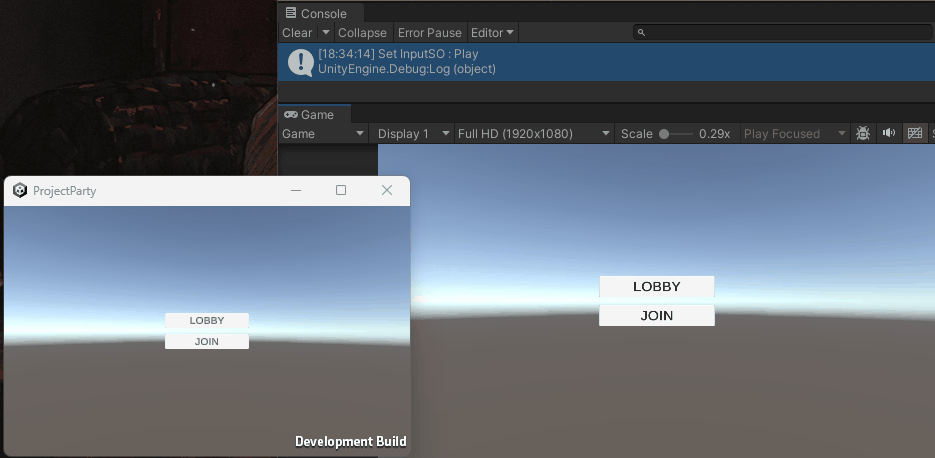 Console
Clear Collapse Error Pause Editor
[18:34:14] Set InputSO : Play
UnityEngine.Debug:Log (object)
Game
Game Display 1 Full HD (1920x1080) Scale 0.29x Play Focused
LOBBY
JOIN
ProjectParty
LOBBY
JOIN
Development Build